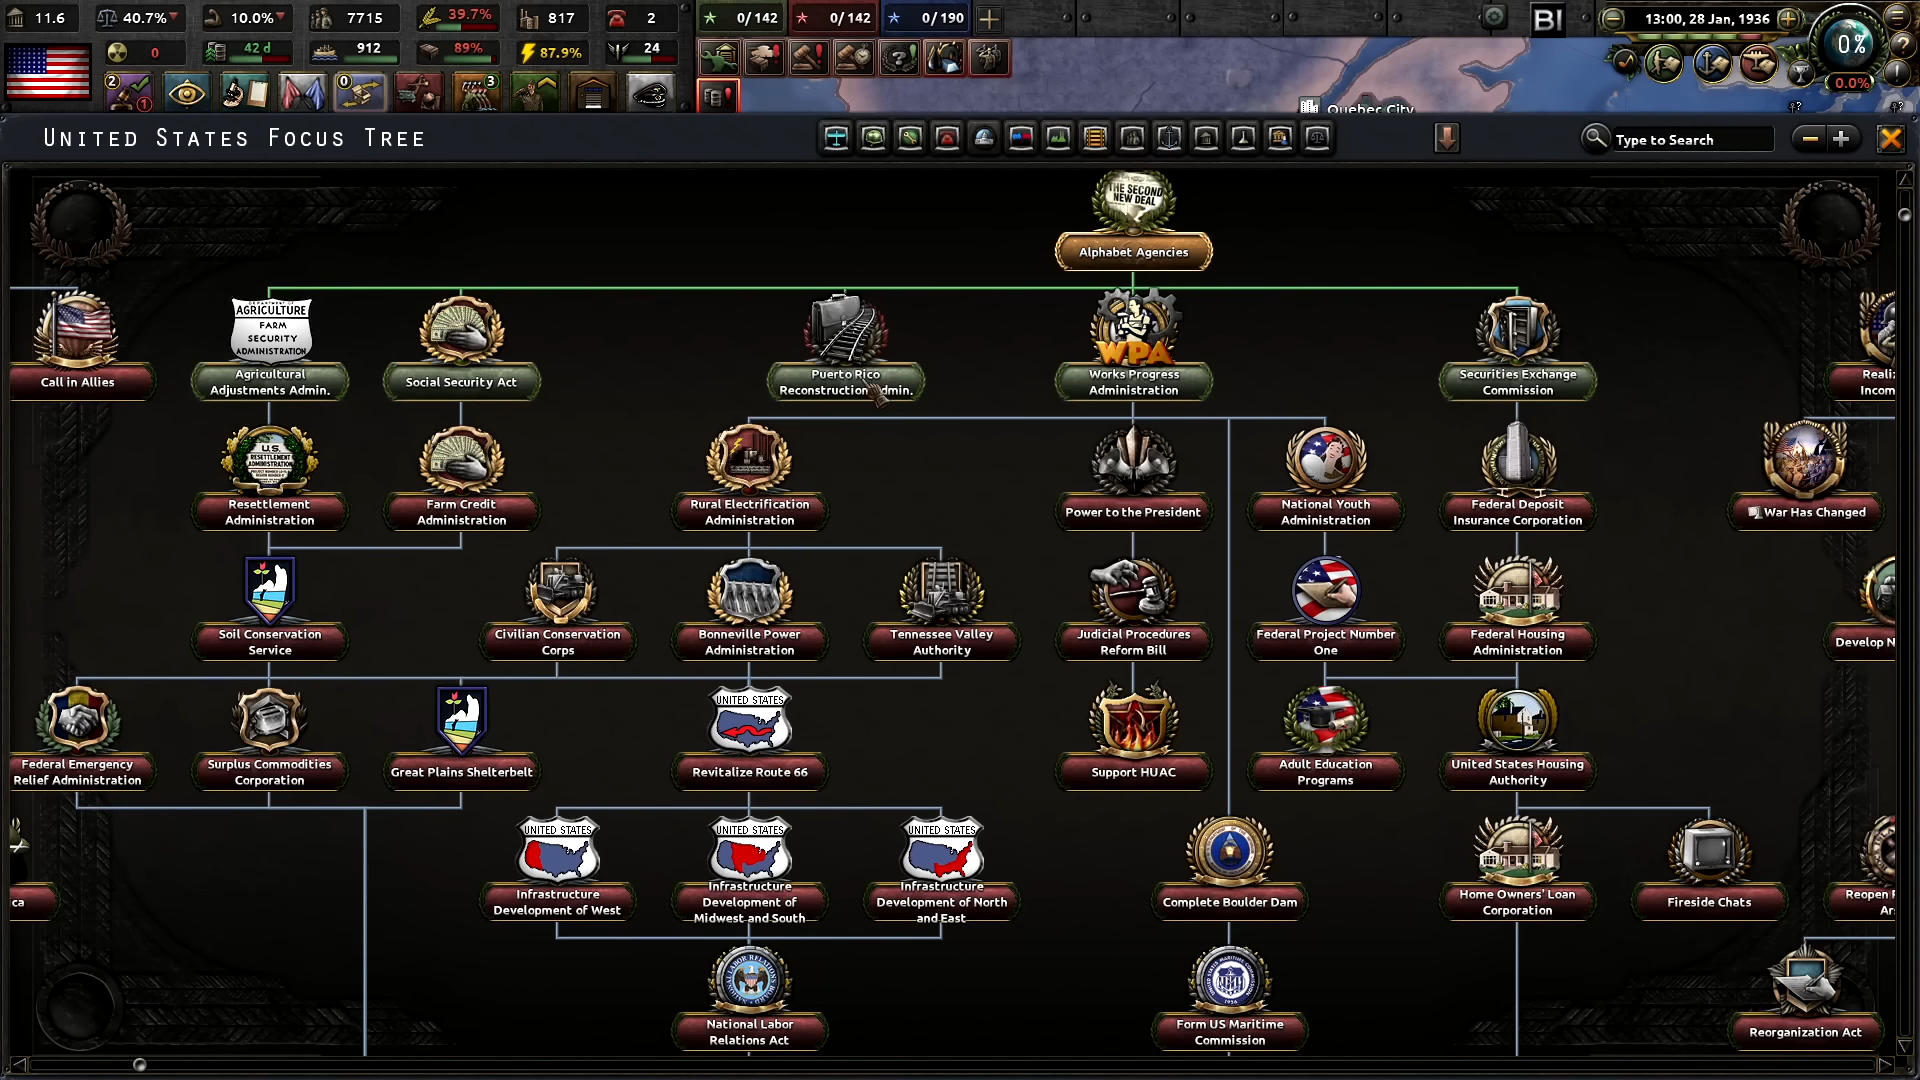 11.6
40.7%
10.0%
7715
39.7%
817
2
0/142
0/142
0/190
BI
13:00, 28 Jan, 1936
0%
0
42 d
912
89%
87.9%
24
0.0%
2
1
0
3
Quebec City
United States Focus Tree
Type to Search
THE SECOND
NEW DEAL
Alphabet Agencies
Call in Allies
AGRICULTURE
FARM
SECURITY
ADMINISTRATION
Agricultural
Adjustments Admin.
Social Security Act
Puerto Rico
Reconstruction Admin.
WPA
Works Progress
Administration
Securities Exchange
Commission
U.S.
RESETTLEMENT
ADMINISTRATION
Resettlement
Administration
Farm Credit
Administration
Rural Electrification
Administration
Power to the President
National Youth
Administration
Federal Deposit
Insurance Corporation
War Has Changed
Soil Conservation
Service
Civilian Conservation
Corps
Bonneville Power
Administration
Tennessee Valley
Authority
Judicial Procedures
Reform Bill
Federal Project Number
One
Federal Housing
Administration
Develop N
Federal Emergency
Relief Administration
Surplus Commodities
Corporation
Great Plains Shelterbelt
UNITED STATES
Revitalize Route 66
Support HUAC
Adult Education
Programs
United States Housing
Authority
ca
UNITED STATES
Infrastructure
Development of West
UNITED STATES
Infrastructure
Development of
Midwest and South
UNITED STATES
Infrastructure
Development of North
and East
Complete Boulder Dam
Home Owners' Loan
Corporation
Fireside Chats
National Labor
Relations Act
Form US Maritime
Commission
Reorganization Act